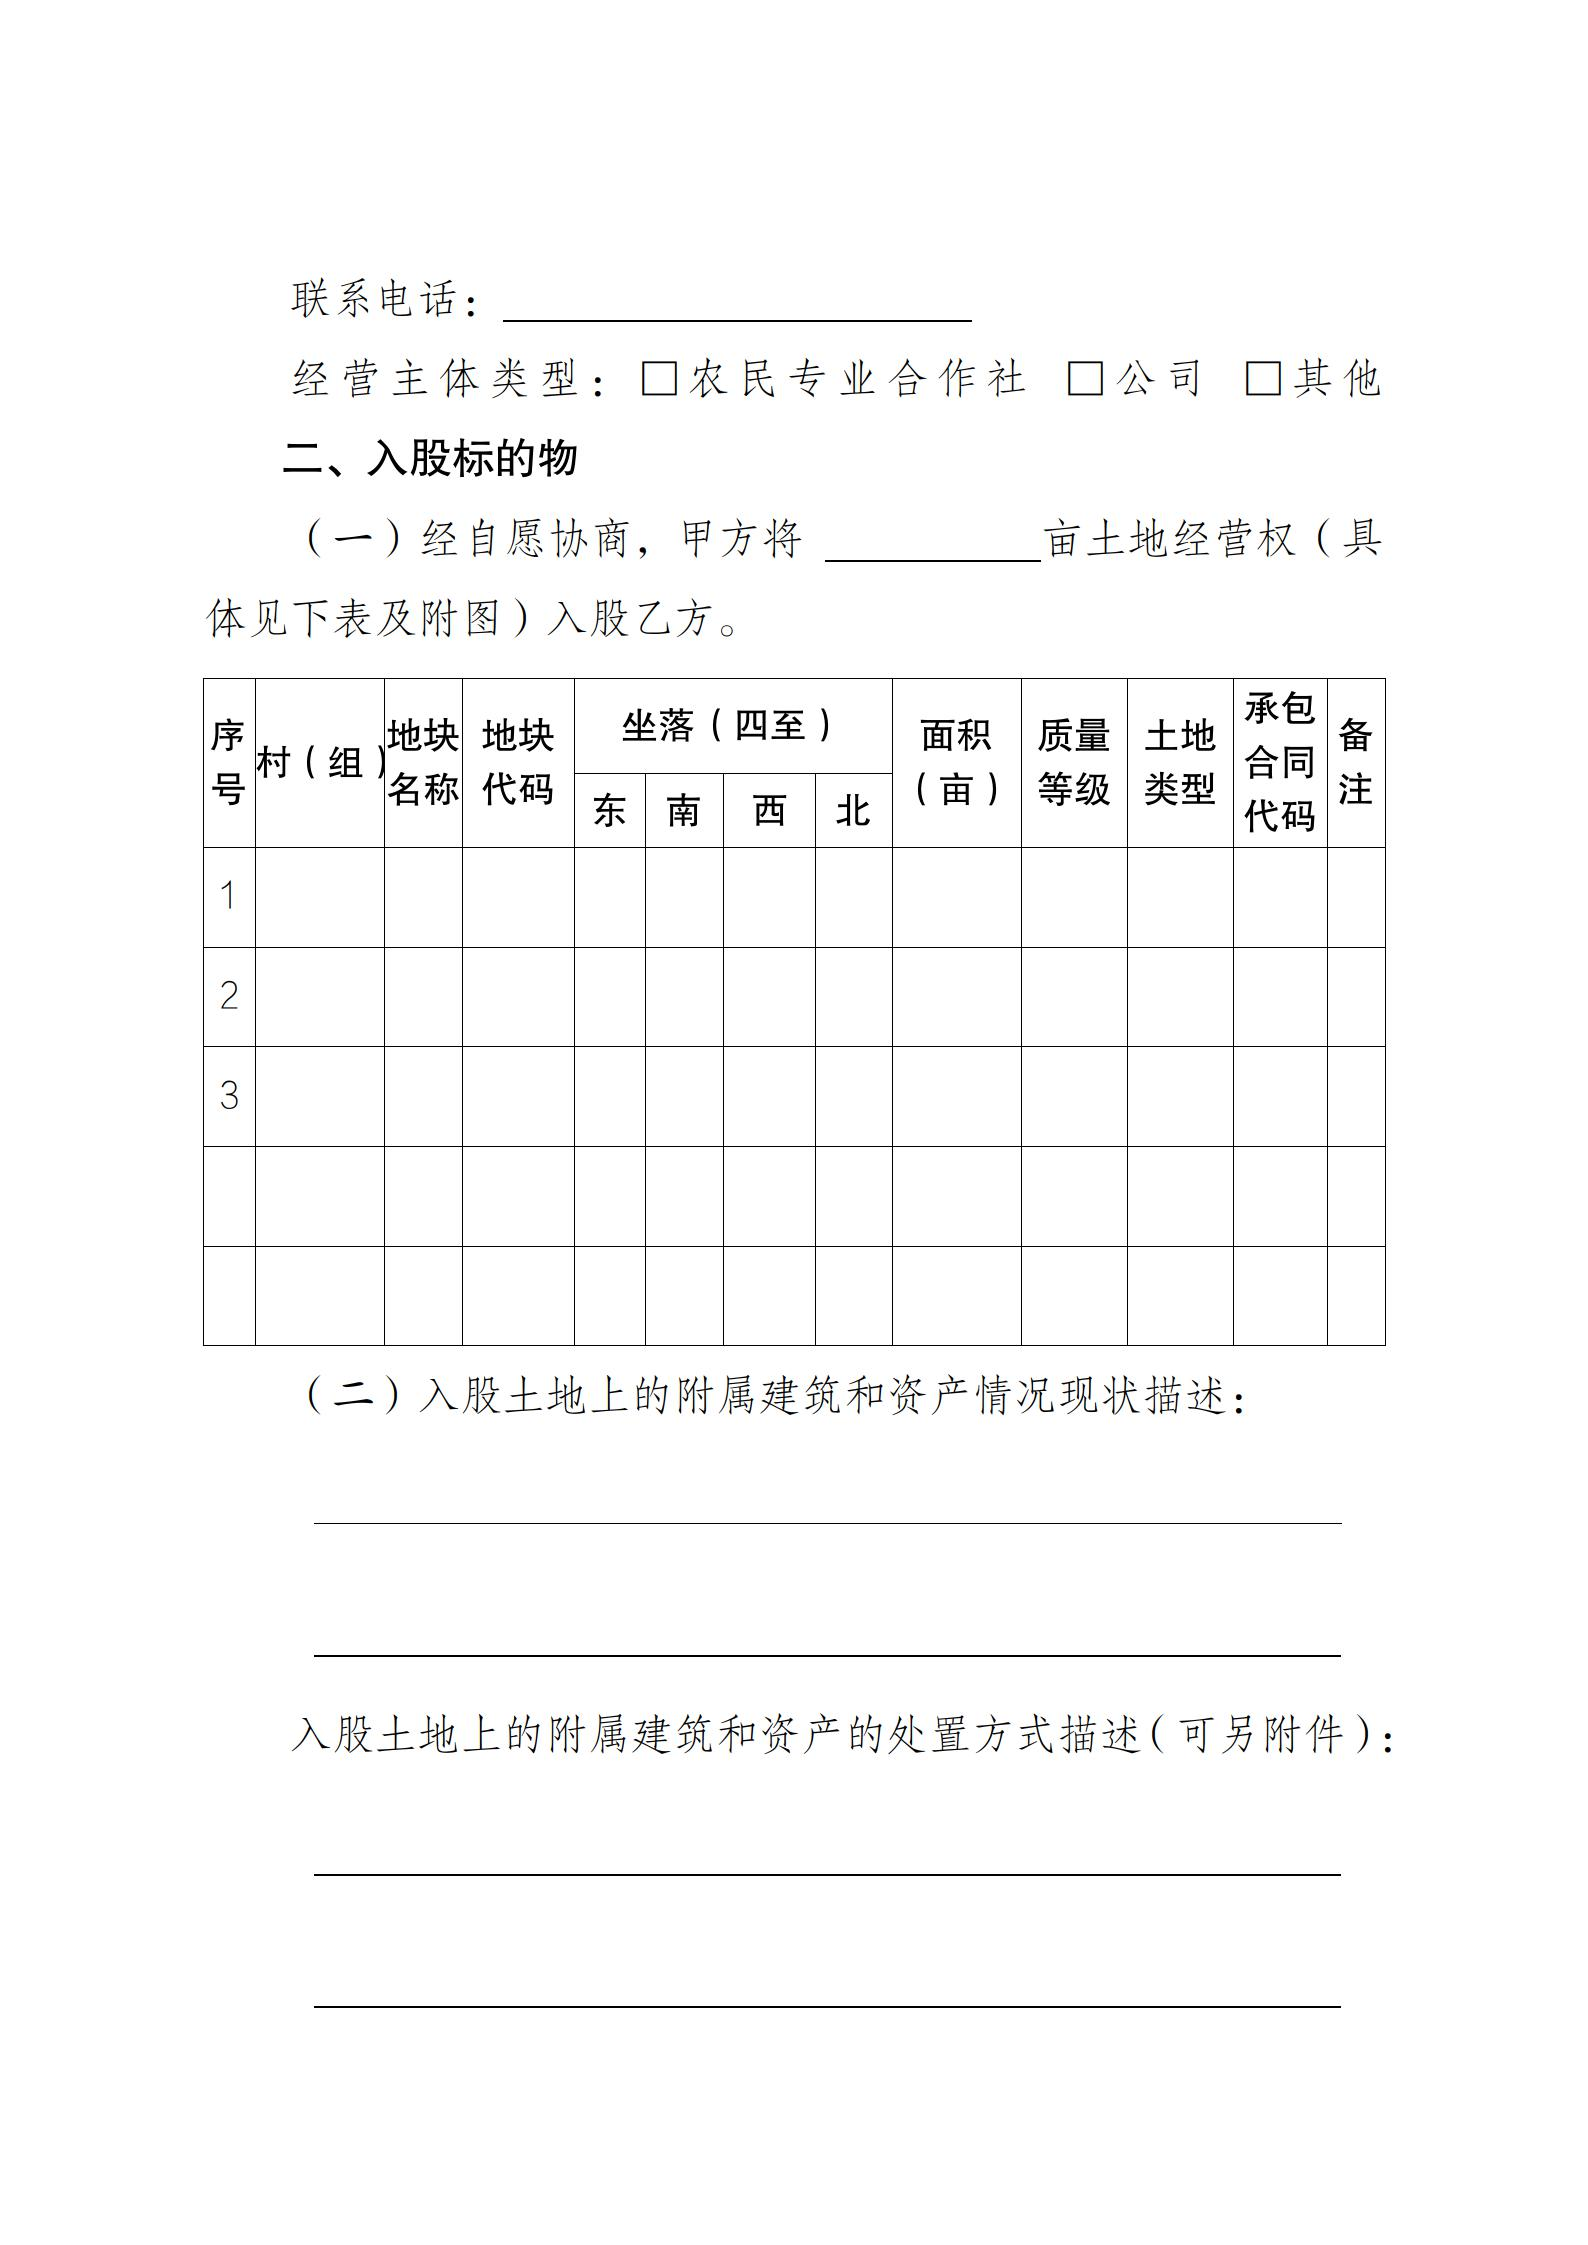 联系电话：
经营主体类型：□农民专业合作社 □公司 □其他
二、入股标的物
（一）经自愿协商，甲方将 亩土地经营权（具
体见下表及附图）入股乙方。
序号 村（组） 地块名称 地块代码 坐落（四至） 面积（亩） 质量等级 土地类型 承包合同代码 备注
东 南 西 北
1
2
3
（二）入股土地上的附属建筑和资产情况现状描述：
入股土地上的附属建筑和资产的处置方式描述（可另附件）：